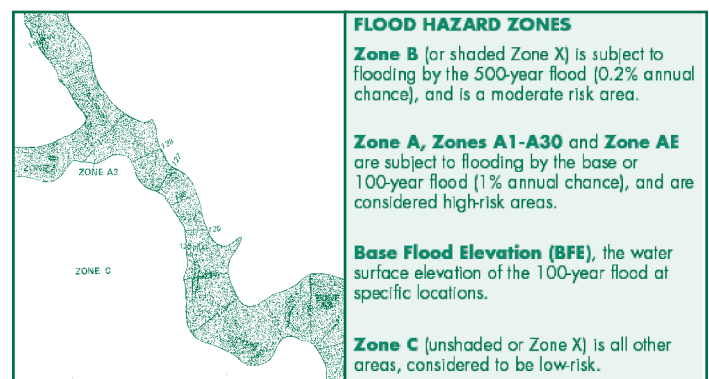 FLOOD HAZARD ZONES
Zone B (or shaded Zone X) is subject to
flooding by the 500-year flood (0.2% annual
chance), and is a moderate risk area.
Zone A, Zones A1-A30 and Zone AE
are subject to flooding by the base or
100-year flood (1% annual chance), and are
considered high-risk areas.
Base Flood Elevation (BFE), the water
surface elevation of the 100-year flood at
specific locations.
Zone C (unshaded or Zone X) is all other
areas, considered to be low-risk.
ZONE A3
ZONE C